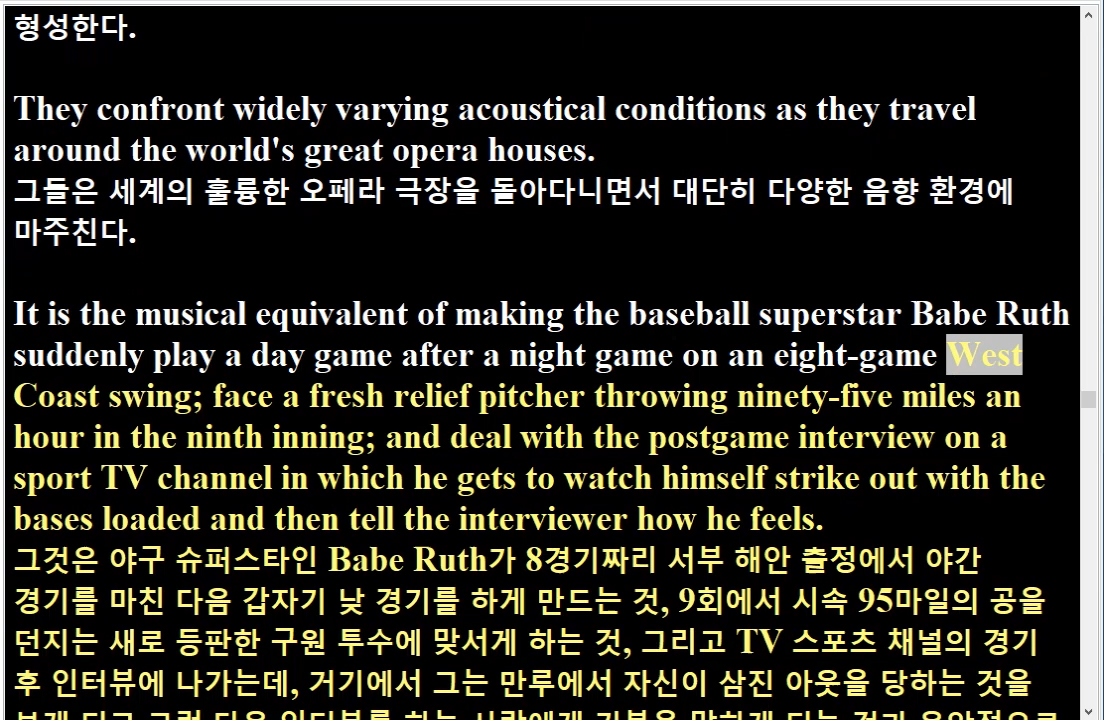 형성한다.
They confront widely varying acoustical conditions as they travel
around the world's great opera houses.
그들은 세계의 훌륭한 오페라 극장을 돌아다니면서 대단히 다양한 음향 환경에
마주친다.
It is the musical equivalent of making the baseball superstar Babe Ruth
suddenly play a day game after a night game on an eight-game West
Coast swing; face a fresh relief pitcher throwing ninety-five miles an
hour in the ninth inning; and deal with the postgame interview on a
sport TV channel in which he gets to watch himself strike out with the
bases loaded and then tell the interviewer how he feels.
그것은 야구 슈퍼스타인 Babe Ruth가 8경기짜리 서부 해안 출정에서 야간
경기를 마친 다음 갑자기 낮 경기를 하게 만드는 것, 9회에서 시속 95마일의 공을
던지는 새로 등판한 구원 투수에 맞서게 하는 것, 그리고 TV 스포츠 채널의 경기
후 인터뷰에 나가는데, 거기에서 그는 만루에서 자신이 삼진 아웃을 당하는 것을